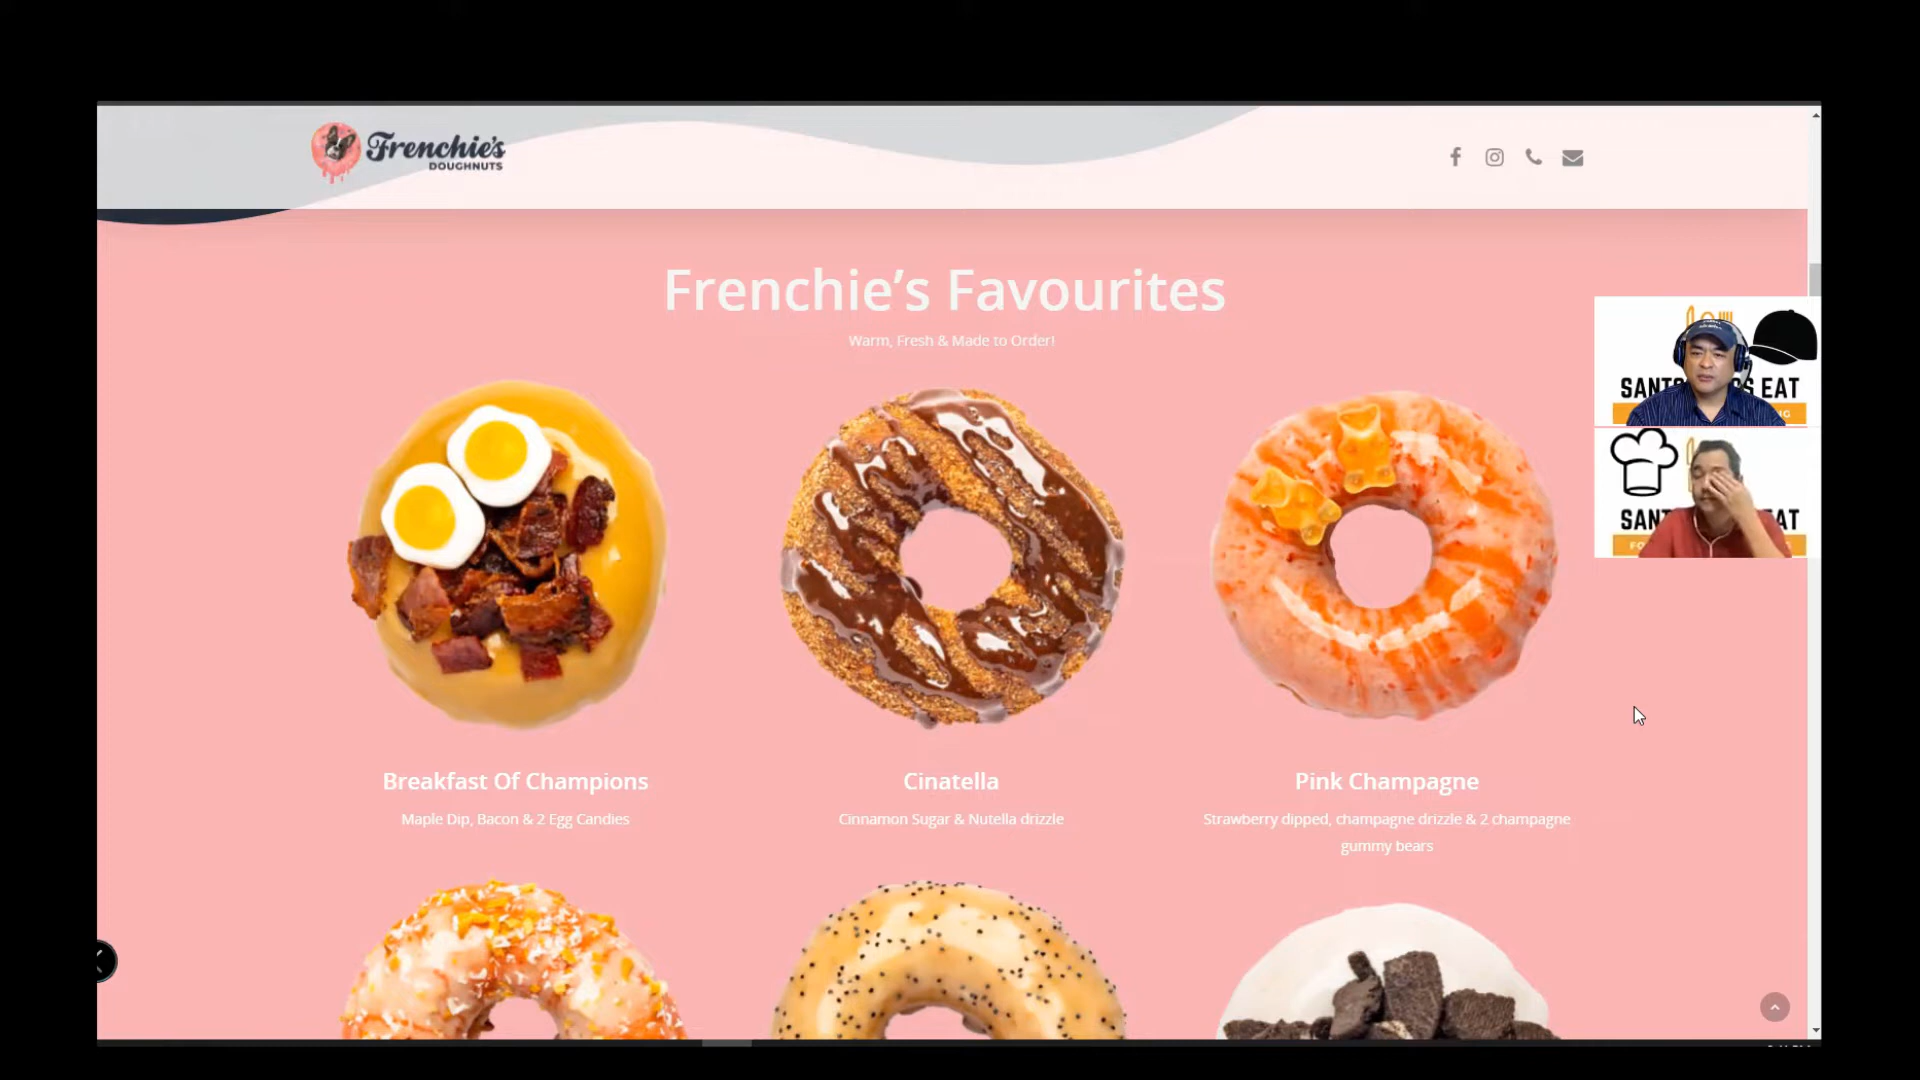 Frenchie's
DOUGHNUTS
Frenchie's Favourites
Warm, Fresh & Made to Order!
EAT
EAT
Breakfast Of Champions
Maple Dip, Bacon & 2 Egg Candies
Cinatella
Cinnamon Sugar & Nutella drizzle
Pink Champagne
Strawberry dipped, champagne drizzle & 2 champagne
gummy bears